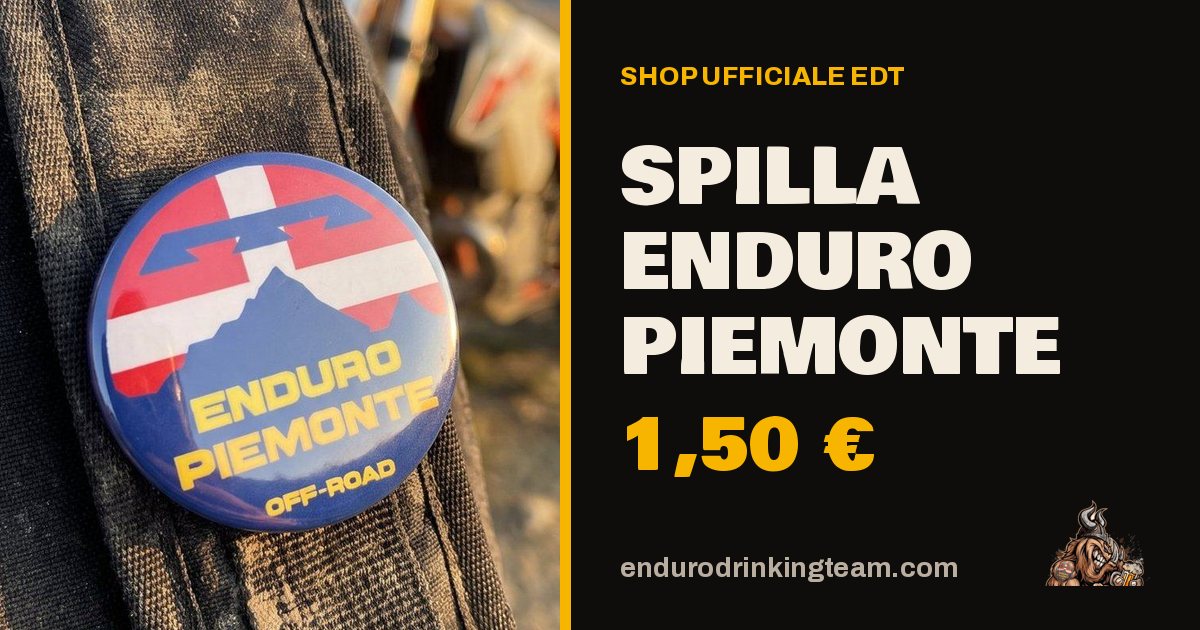 ENDURO
PIEMONTE
OFF-ROAD
SHOP UFFICIALE EDT
SPILLA
ENDURO
PIEMONTE
1,50 €
endurodrinkingteam.com